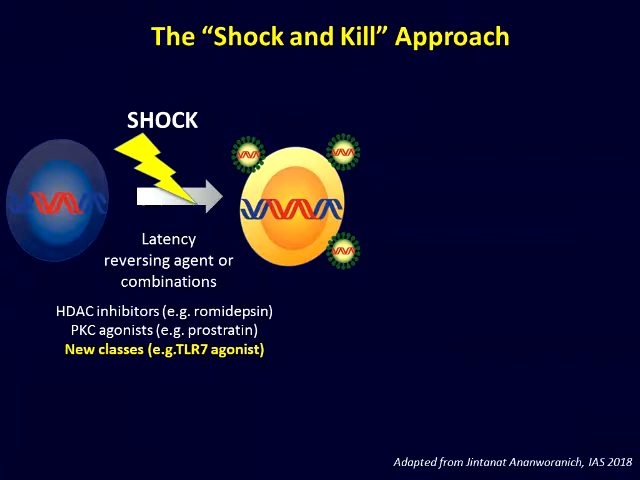 The “Shock and Kill” Approach
SHOCK
Latency
reversing agent or
combinations
HDAC inhibitors (e.g. romidepsin)
PKC agonists (e.g. prostratin)
New classes (e.g.TLR7 agonist)
Adapted from Jintanat Ananworanich, IAS 2018